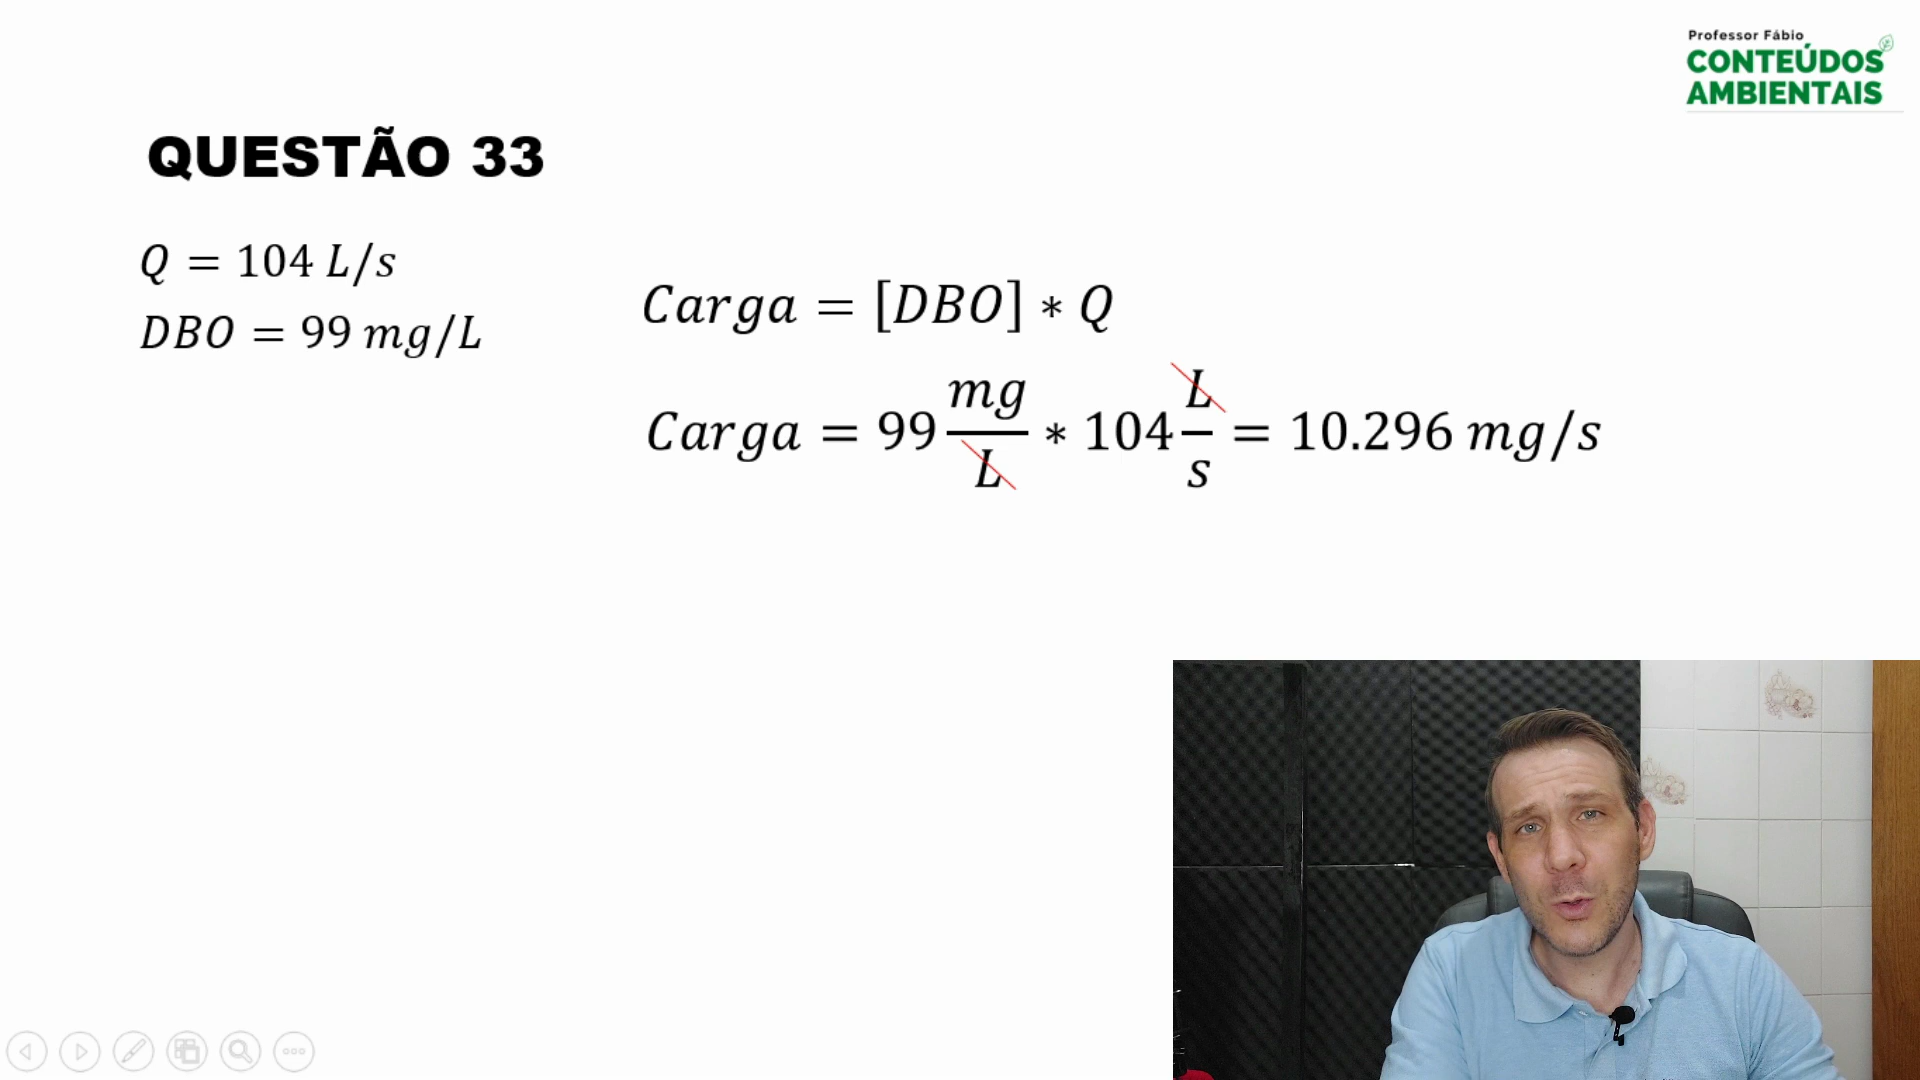 Professor Fábio
CONTEÚDOS
AMBIENTAIS
QUESTÃO 33
Q = 104 L/s
DBO = 99 mg/L
Carga = [DBO] * Q
Carga = 99 mg/L * 104 L/s = 10.296 mg/s